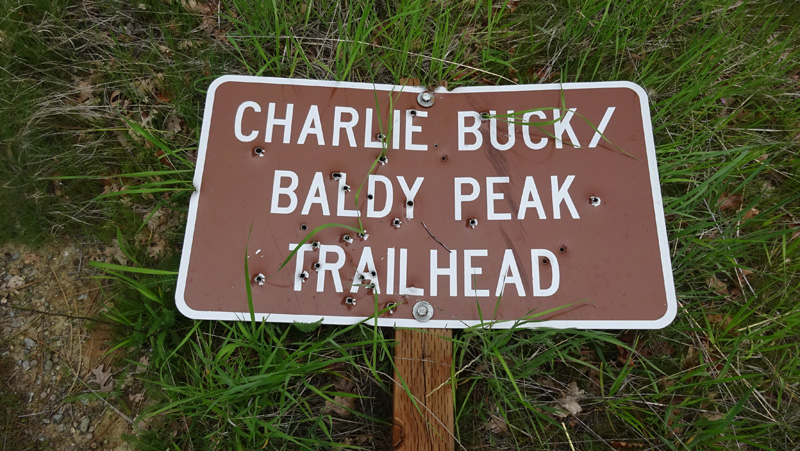 CHARLIE BUCK/
BALDY PEAK
TRAILHEAD